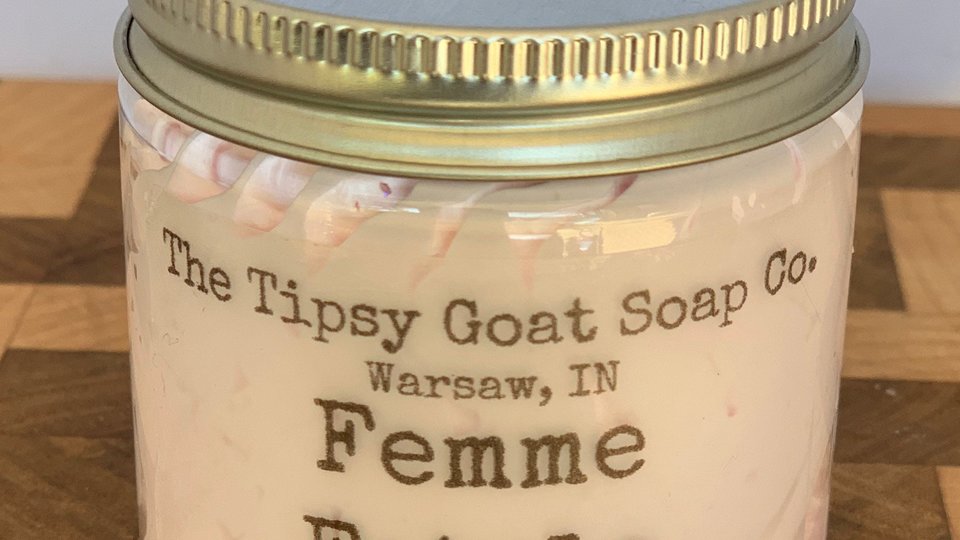 The Tipsy Goat Soap Co.
Warsaw, IN
Femme